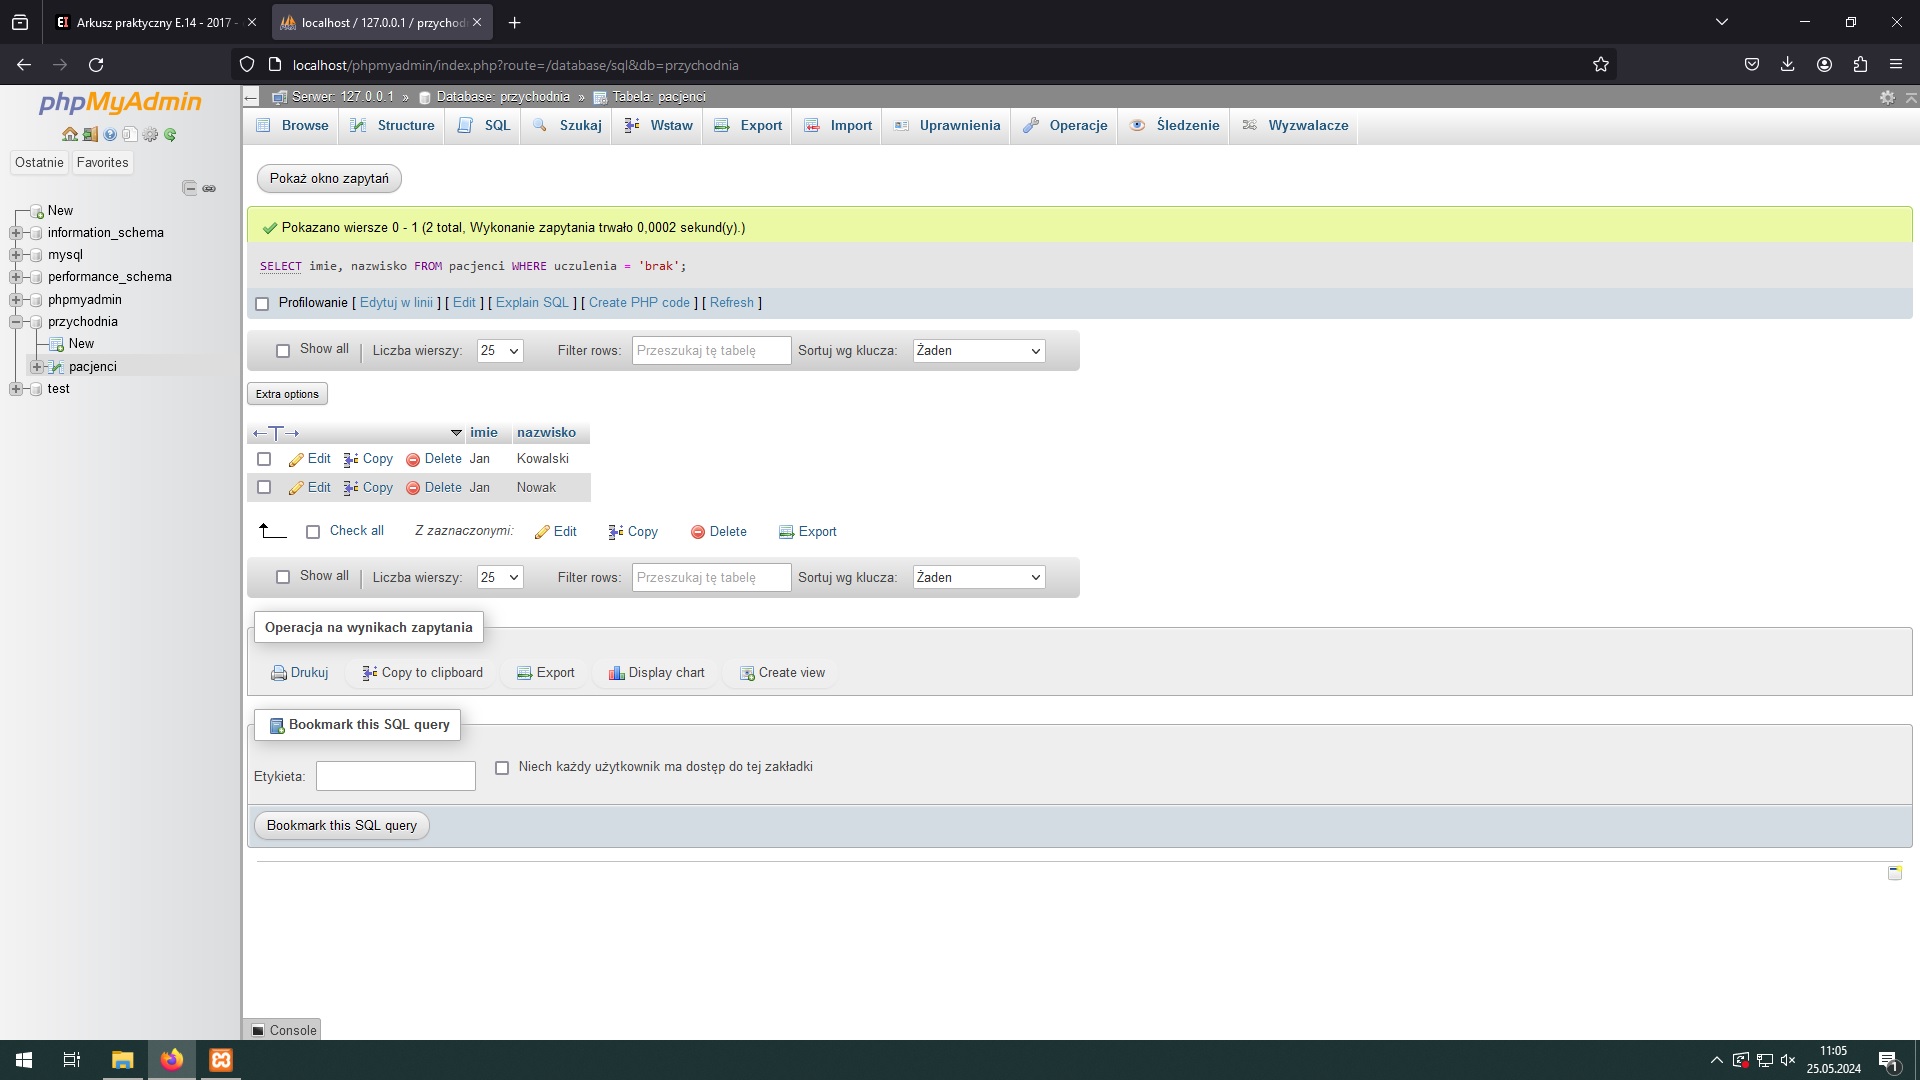 Arkusz praktyczny E.14 - 2017 -
localhost / 127.0.0.1 / przychod
localhost/phpmyadmin/index.php?route=/database/sql&db=przychodnia
phpMyAdmin
Ostatnie Favorites
New
information_schema
mysql
performance_schema
phpmyadmin
przychodnia
New
pacjenci
test
Serwer: 127.0.0.1 » Database: przychodnia » Tabela: pacjenci
Browse Structure SQL Szukaj Wstaw Export Import Uprawnienia Operacje Śledzenie Wyzwalacze
Pokaż okno zapytań
Pokazano wiersze 0 - 1 (2 total, Wykonanie zapytania trwało 0,0002 sekund(y).)
SELECT imie, nazwisko FROM pacjenci WHERE uczulenia = 'brak';
Profilowanie [ Edytuj w linii ] [ Edit ] [ Explain SQL ] [ Create PHP code ] [ Refresh ]
Show all Liczba wierszy: 25 Filter rows: Przeszukaj tę tabelę Sortuj wg klucza: Żaden
Extra options
imie nazwisko
Edit Copy Delete Jan Kowalski
Edit Copy Delete Jan Nowak
Check all Z zaznaczonymi: Edit Copy Delete Export
Show all Liczba wierszy: 25 Filter rows: Przeszukaj tę tabelę Sortuj wg klucza: Żaden
Operacja na wynikach zapytania
Drukuj Copy to clipboard Export Display chart Create view
Bookmark this SQL query
Etykieta: Niech każdy użytkownik ma dostęp do tej zakładki
Bookmark this SQL query
Console
11:05
25.05.2024
1